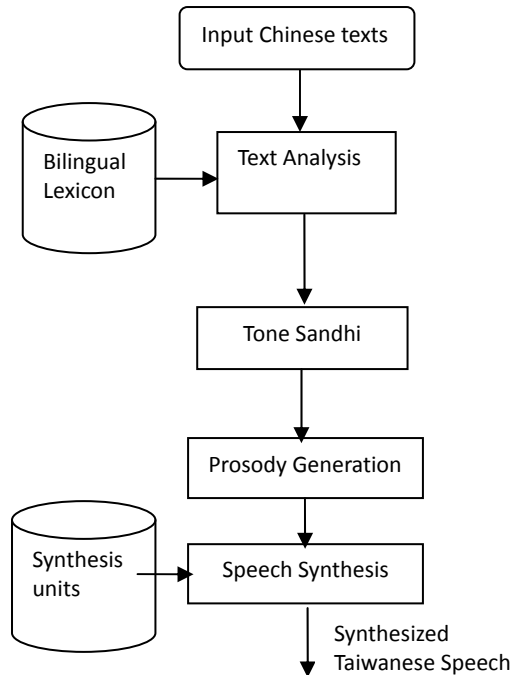 Input Chinese texts
Bilingual
Lexicon
Text Analysis
Tone Sandhi
Prosody Generation
Synthesis
units
Speech Synthesis
Synthesized
Taiwanese Speech